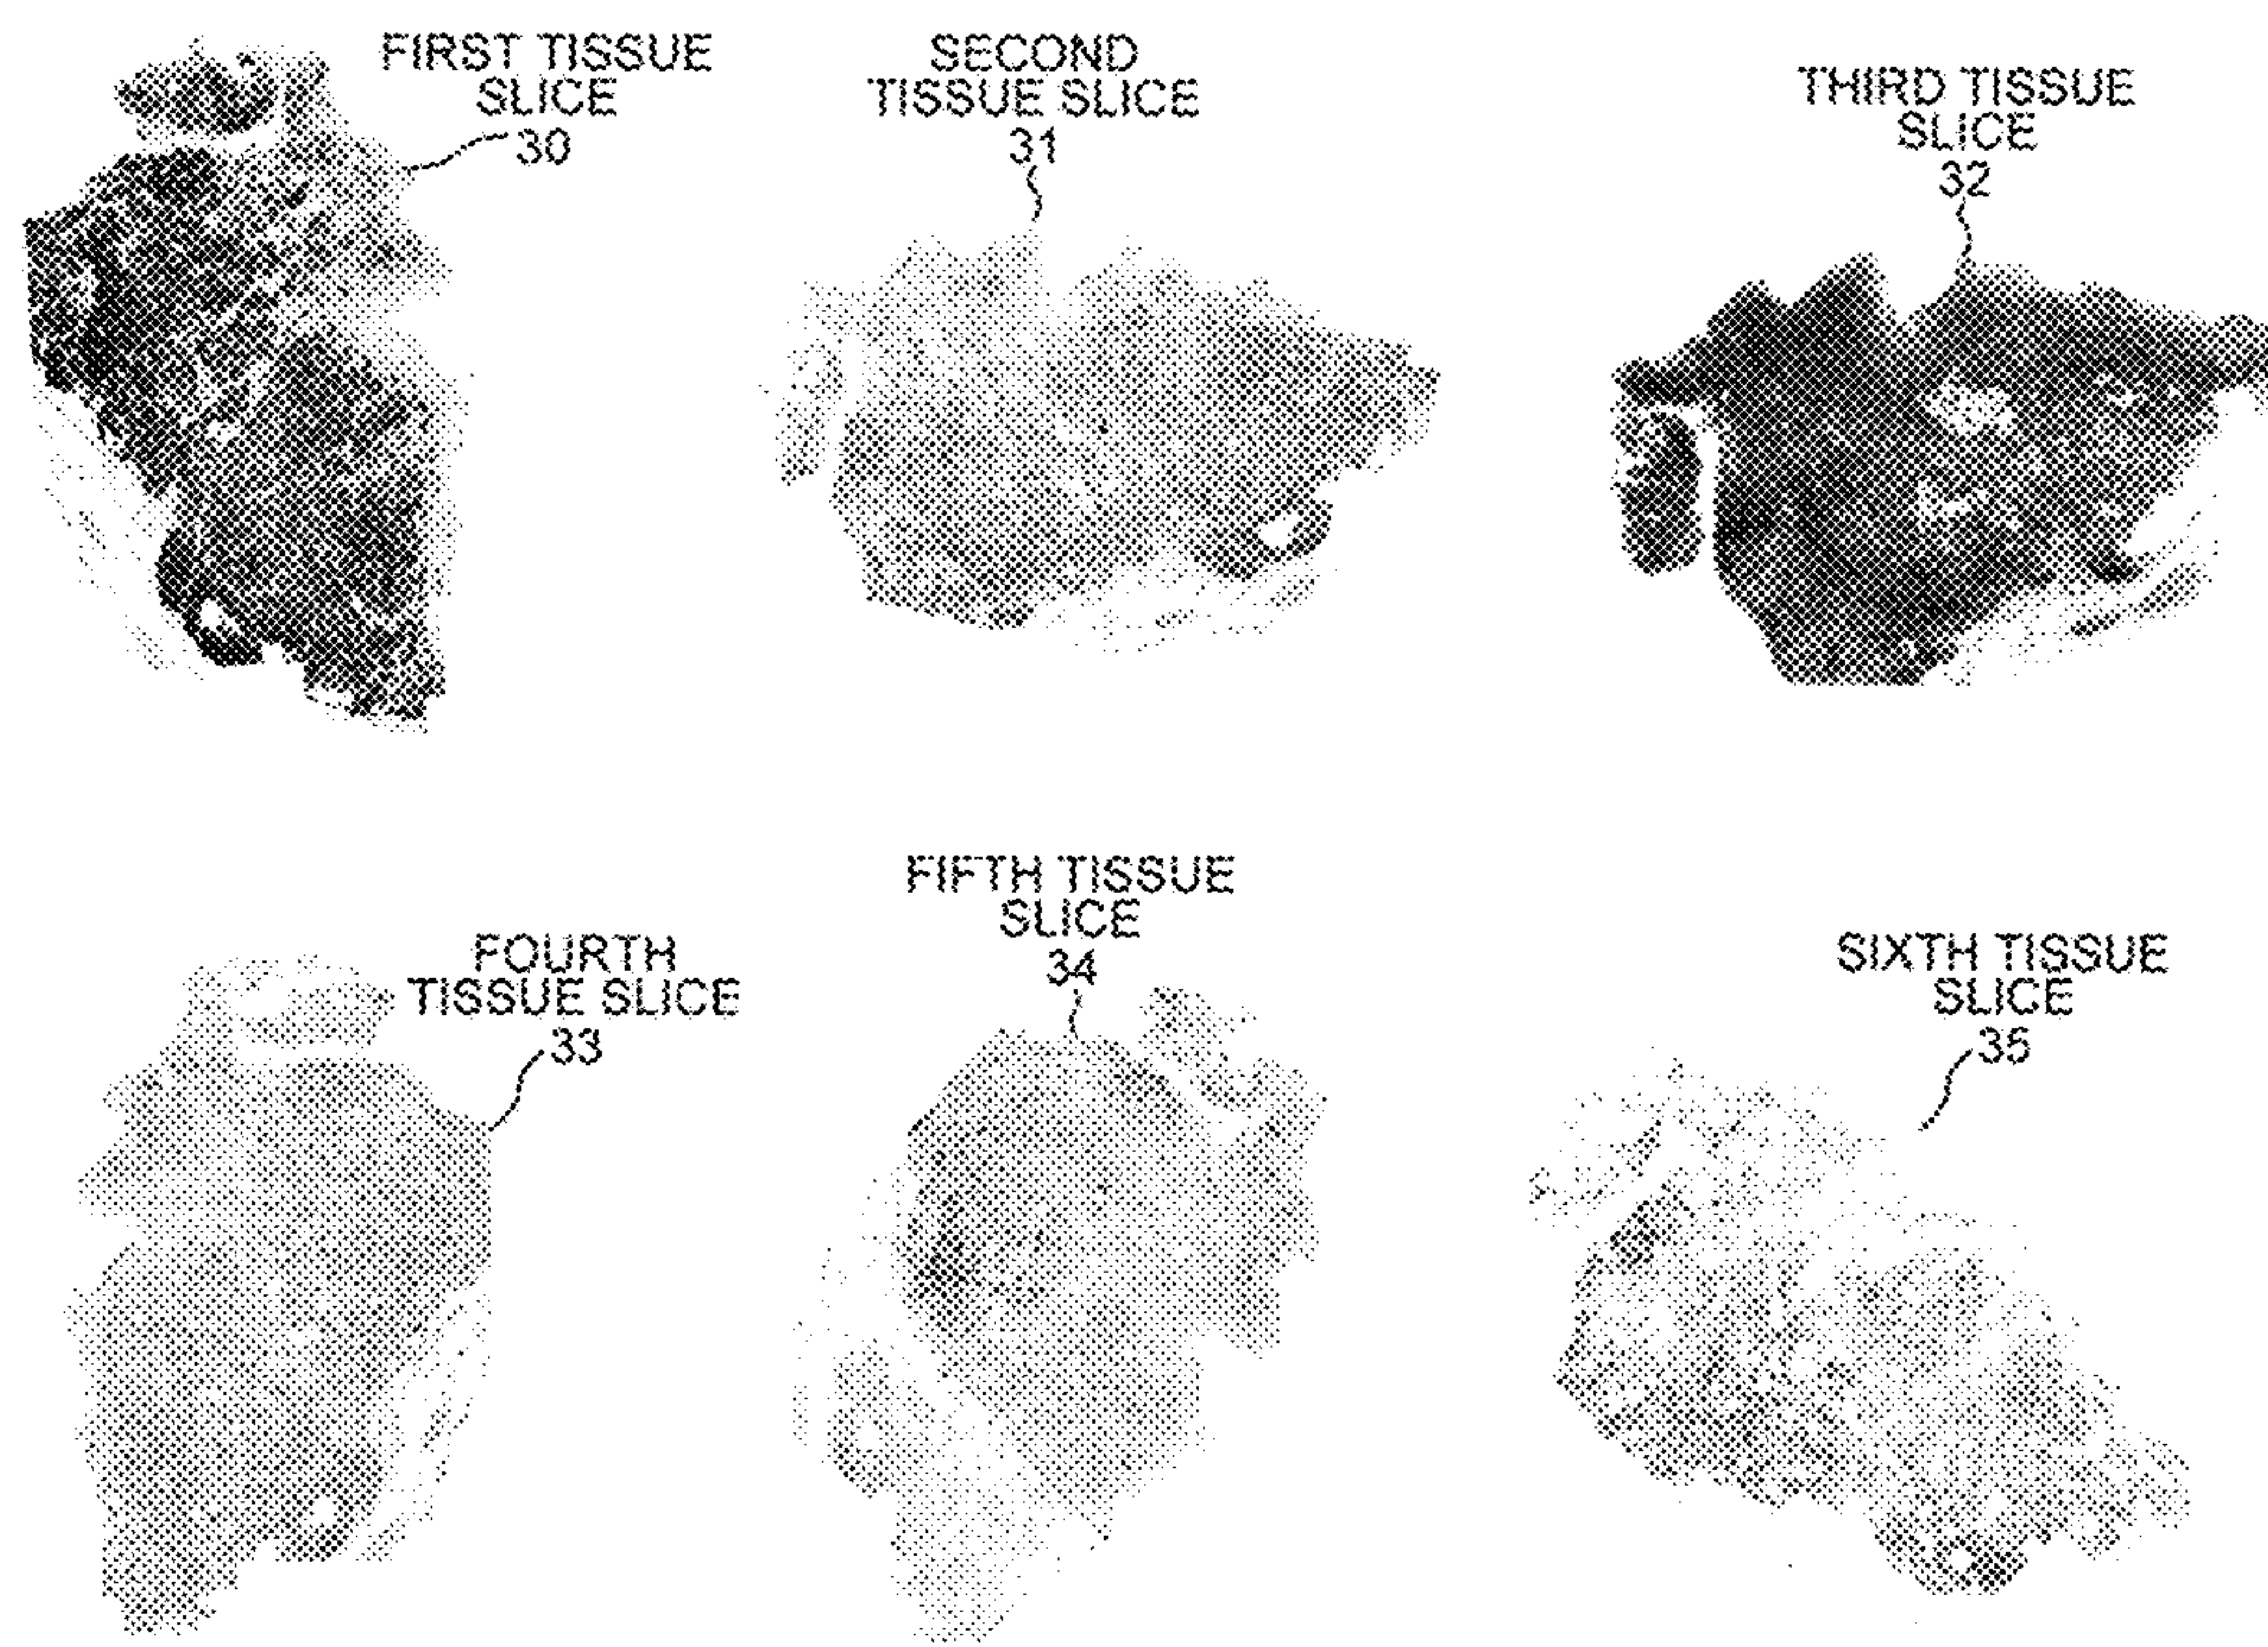 FIRST TISSUE
SLICE
30
SECOND
TISSUE SLICE
31
THIRD TISSUE
SLICE
32
FOURTH
TISSUE SLICE
33
FIFTH TISSUE
SLICE
34
SIXTH TISSUE
SLICE
35